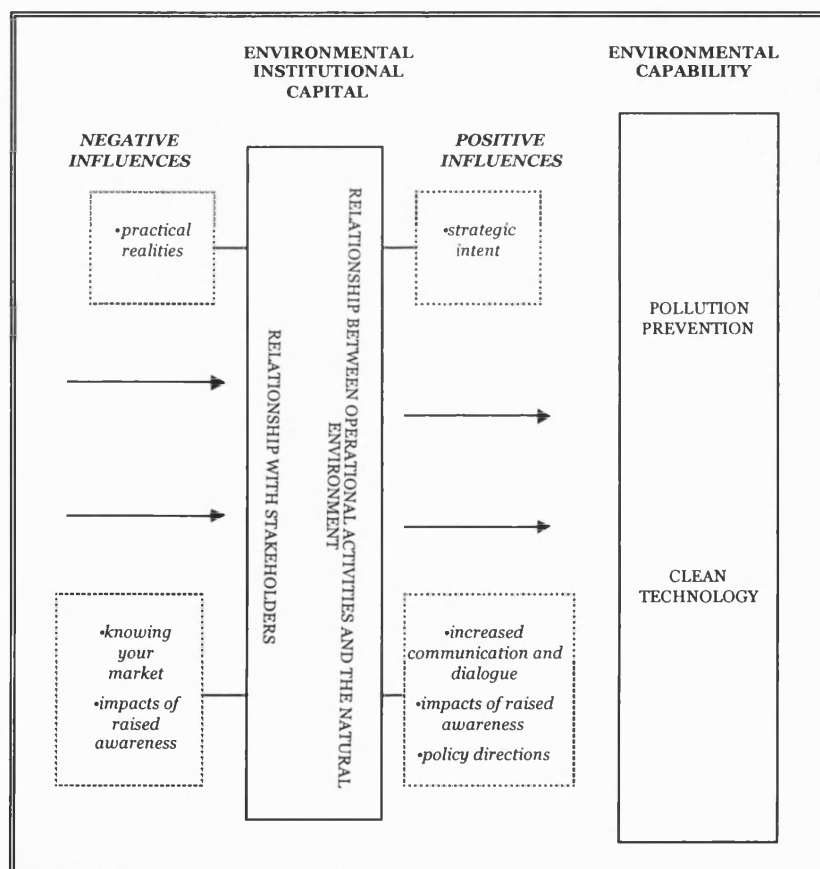 ENVIRONMENTAL
INSTITUTIONAL
CAPITAL
ENVIRONMENTAL
CAPABILITY
NEGATIVE
INFLUENCES
POSITIVE
INFLUENCES
•practical
realities
•strategic
intent
RELATIONSHIP BETWEEN OPERATIONAL ACTIVITIES AND THE NATURAL
ENVIRONMENT
RELATIONSHIP WITH STAKEHOLDERS
POLLUTION
PREVENTION
CLEAN
TECHNOLOGY
•knowing
your
market
•impacts of
raised
awareness
•increased
communication and
dialogue
•impacts of raised
awareness
•policy directions